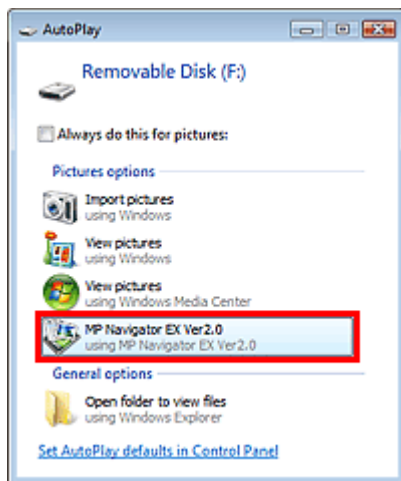 AutoPlay
Removable Disk (F:)
Always do this for pictures:
Pictures options
Import pictures
using Windows
View pictures
using Windows
View pictures
using Windows Media Center
MP Navigator EX Ver2.0
using MP Navigator EX Ver2.0
General options
Open folder to view files
using Windows Explorer
Set AutoPlay defaults in Control Panel